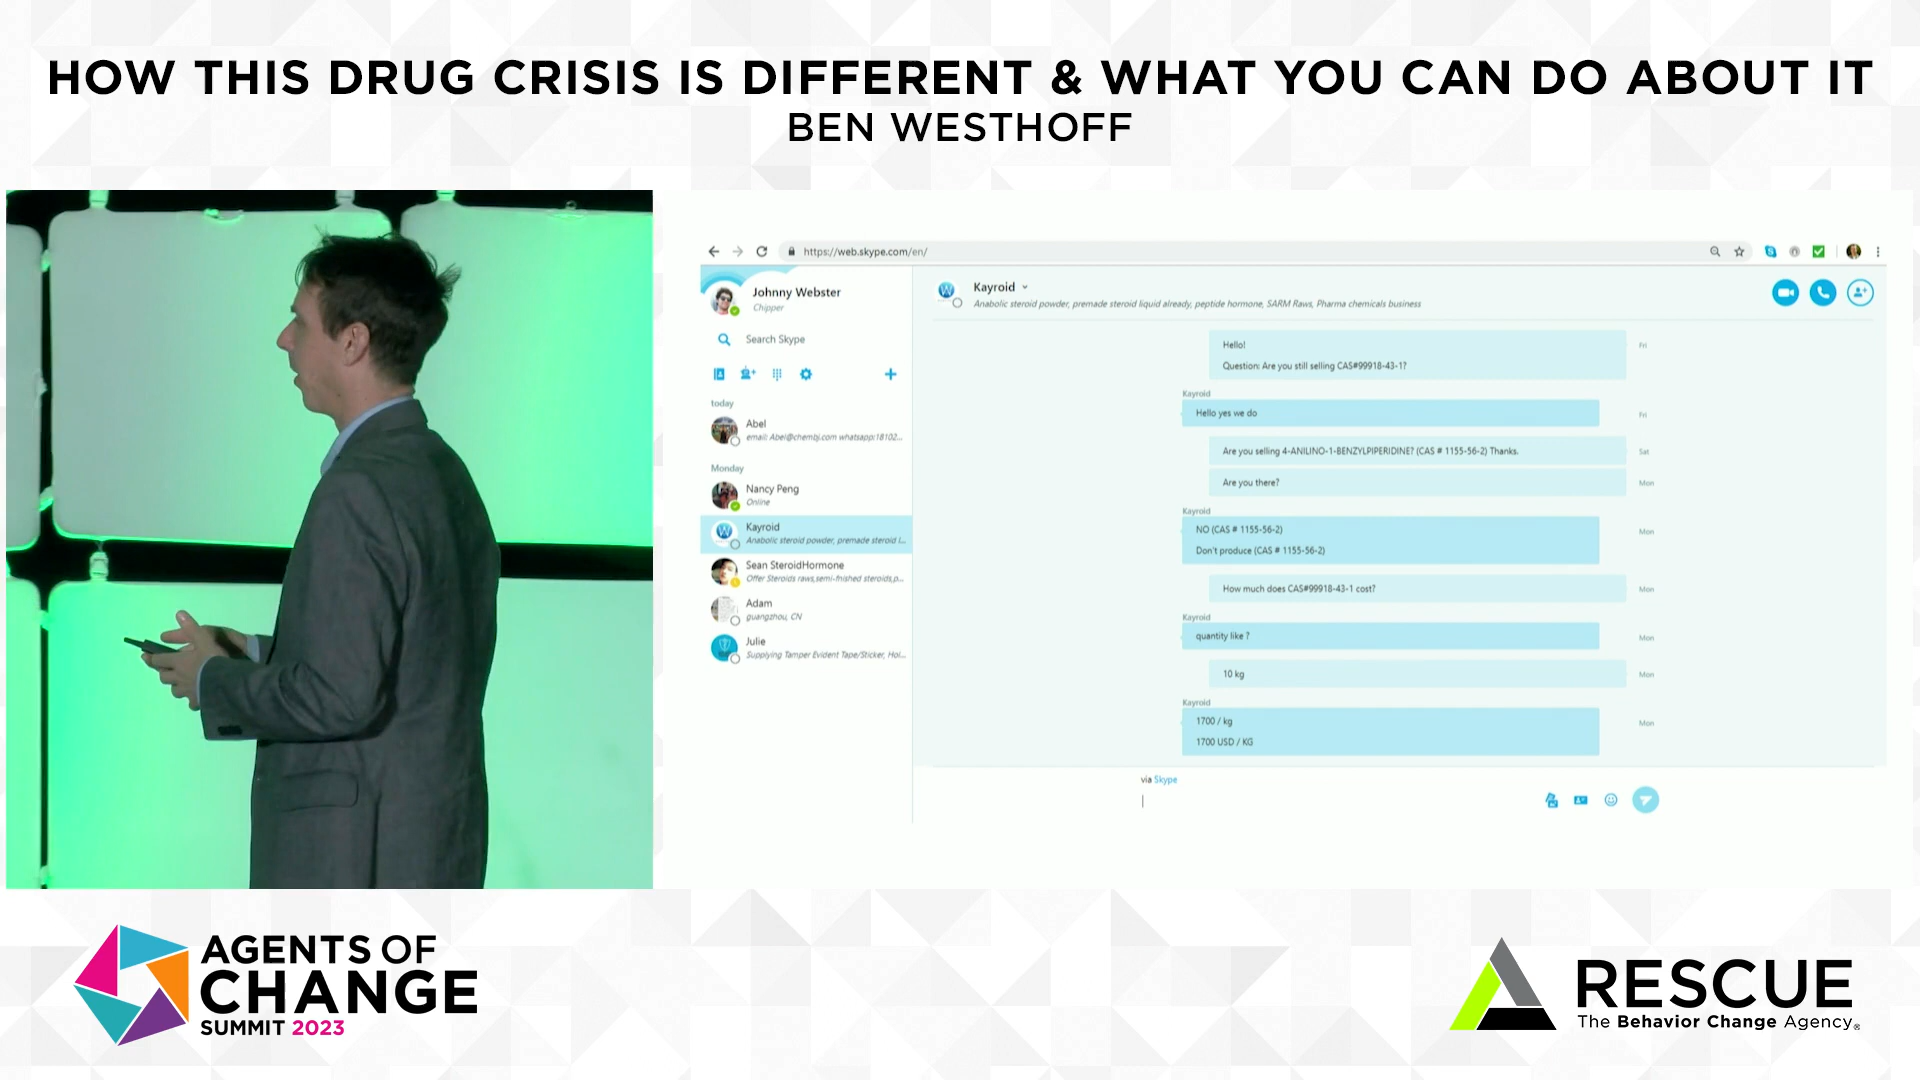 HOW THIS DRUG CRISIS IS DIFFERENT & WHAT YOU CAN DO ABOUT IT
BEN WESTHOFF
https://web.skype.com/en/
Johnny Webster
Chipper
Search Skype
today
Abel
email: Abel@chembj.com whatsapp:18102...
Monday
Nancy Peng
Online
Kayroid
Anabolic steroid powder, premade steroid l...
Sean SteroidHormone
Offer Steroids raws,semi-fnished steroids,p...
Adam
guangzhou, CN
Julie
Supplying Tamper Evident Tape/Sticker, Hol...
Kayroid
Anabolic steroid powder, premade steroid liquid already, peptide hormone, SARM Raws, Pharma chemicals business
Hello!
Fri
Question: Are you still selling CAS#99918-43-1?
Kayroid
Hello yes we do
Fri
Are you selling 4-ANILINO-1-BENZYLPIPERIDINE? (CAS # 1155-56-2) Thanks.
Sat
Are you there?
Mon
Kayroid
NO (CAS # 1155-56-2)
Mon
Don't produce (CAS # 1155-56-2)
How much does CAS#99918-43-1 cost?
Mon
Kayroid
quantity like ?
Mon
10 kg
Mon
Kayroid
1700 / kg
Mon
1700 USD / KG
via Skype
AGENTS OF
CHANGE
SUMMIT 2023
RESCUE
The Behavior Change Agency®